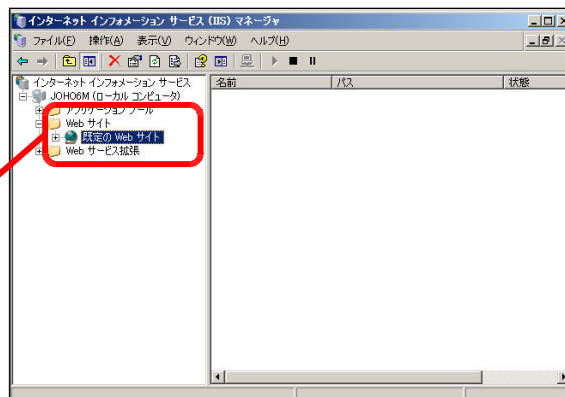 インターネット インフォメーション サービス (IIS) マネージャ
ファイル(F) 操作(A) 表示(V) ウィンドウ(W) ヘルプ(H)
インターネット インフォメーション サービス
JOHO6M (ローカル コンピュータ)
アプリケーション プール
Web サイト
既定の Web サイト
Web サービス拡張
名前 パス 状態